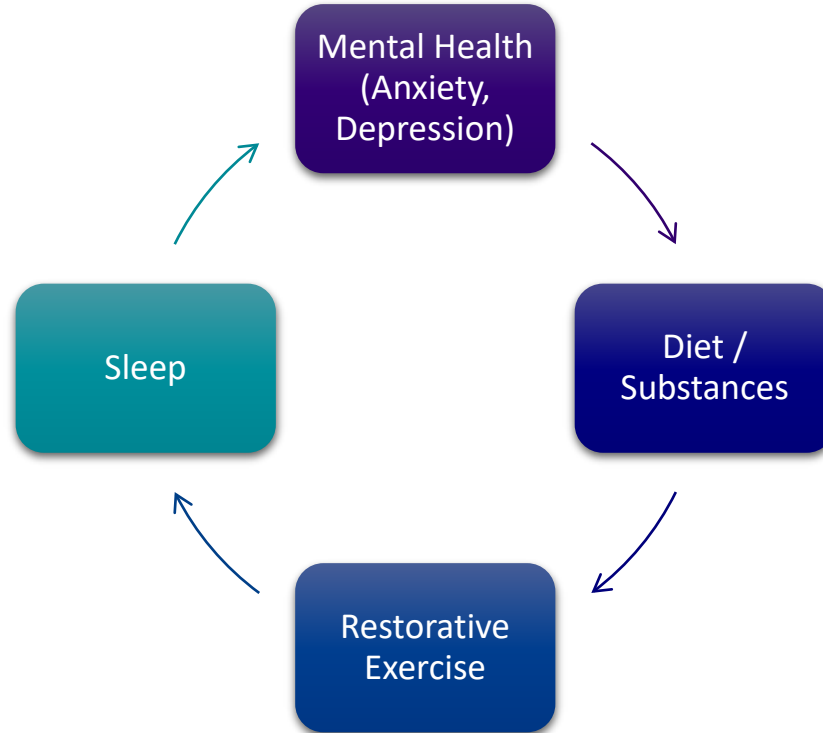 Mental Health
(Anxiety,
Depression)
Diet /
Substances
Restorative
Exercise
Sleep